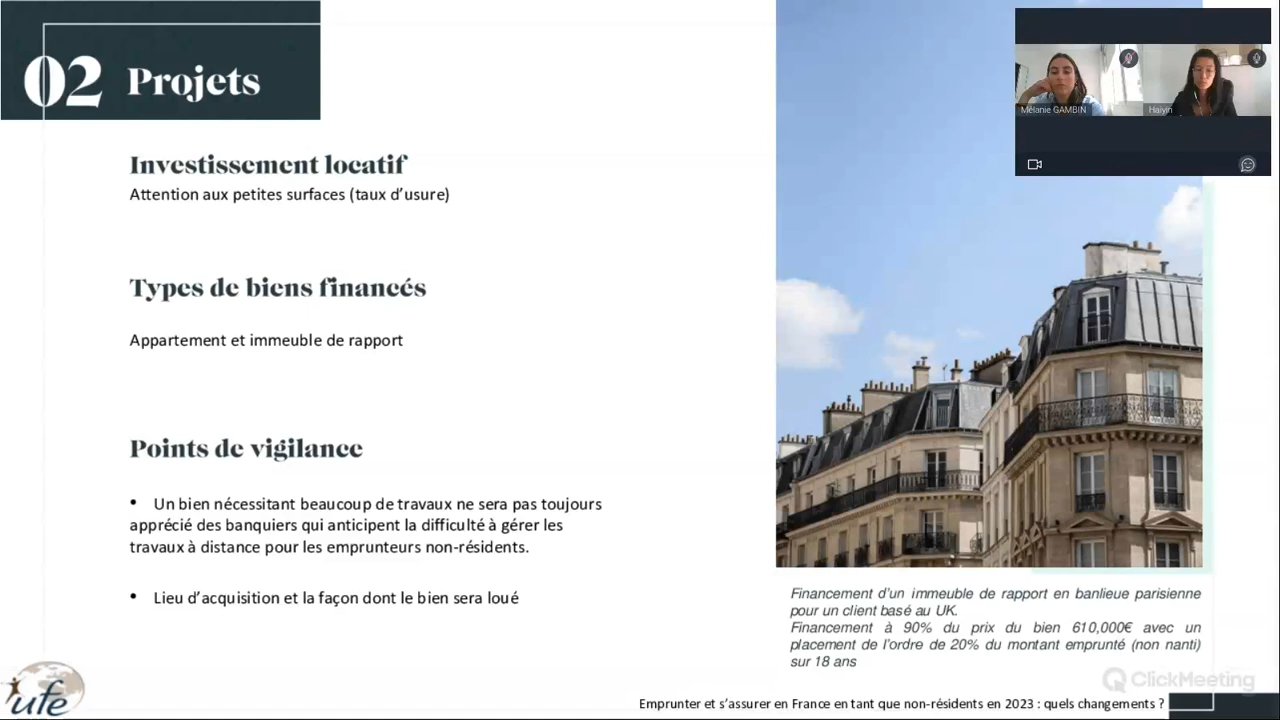 02 Projets
Investissement locatif
Attention aux petites surfaces (taux d'usure)
Types de biens financés
Appartement et immeuble de rapport
Points de vigilance
• Un bien nécessitant beaucoup de travaux ne sera pas toujours
apprécié des banquiers qui anticipent la difficulté à gérer les
travaux à distance pour les emprunteurs non-résidents.
• Lieu d'acquisition et la façon dont le bien sera loué
Mélanie GAMBIN
Haiyin
Financement d'un immeuble de rapport en banlieue parisienne
pour un client basé au UK.
Financement à 90% du prix du bien 610,000€ avec un
placement de l'ordre de 20% du montant emprunté (non nanti)
sur 18 ans
ClickMeeting
ufe
Emprunter et s'assurer en France en tant que non-résidents en 2023 : quels changements ?